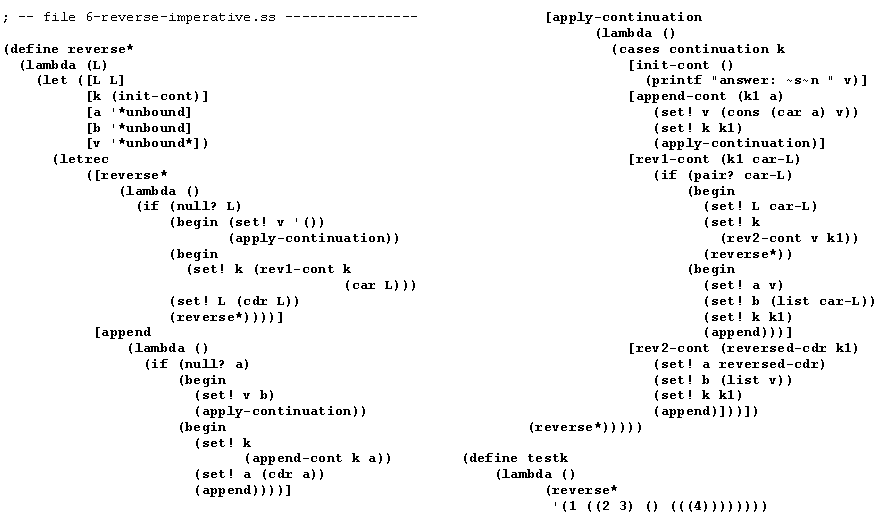 ; -- file 6-reverse-imperative.ss ----------------
(define reverse*
(lambda (L)
(let ([L L]
[k (init-cont)]
[a '*unbound]
[b '*unbound]
[v '*unbound*])
(letrec
([reverse*
(lambda ()
(if (null? L)
(begin (set! v '())
(apply-continuation))
(begin
(set! k (rev1-cont k
(car L)))
(set! L (cdr L))
(reverse*))))]
[append
(lambda ()
(if (null? a)
(begin
(set! v b)
(apply-continuation))
(begin
(set! k
(append-cont k a))
(set! a (cdr a))
(append))))]
[apply-continuation
(lambda ()
(cases continuation k
[init-cont ()
(printf "answer: ~s~n " v)]
[append-cont (k1 a)
(set! v (cons (car a) v))
(set! k k1)
(apply-continuation)]
[rev1-cont (k1 car-L)
(if (pair? car-L)
(begin
(set! L car-L)
(set! k
(rev2-cont v k1))
(reverse*))
(begin
(set! a v)
(set! b (list car-L))
(set! k k1)
(append)))]
[rev2-cont (reversed-cdr k1)
(set! a reversed-cdr)
(set! b (list v))
(set! k k1)
(append)]))])
(reverse*)))))
(define testk
(lambda ()
(reverse*
'(1 ((2 3) () (((4))))))))